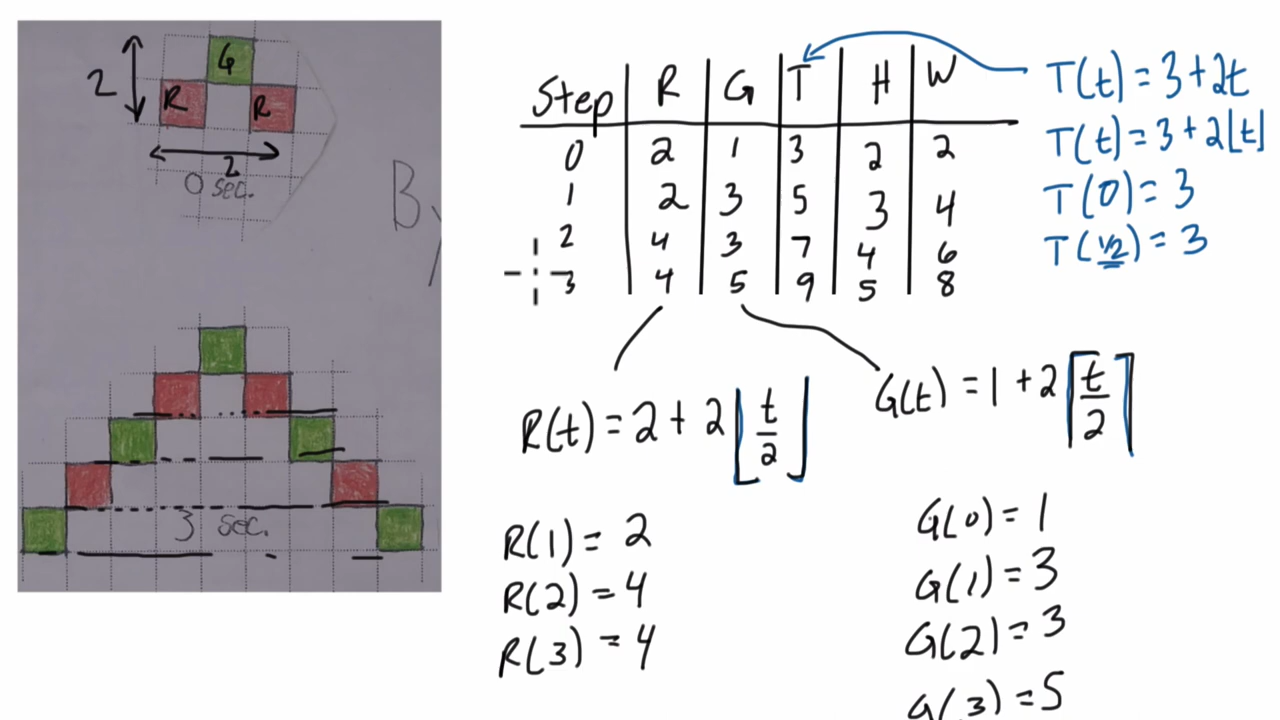 G
2
R R
2
0 sec.
B
3 sec.
Step R G T H W
0 2 1 3 2 2
1 2 3 5 3 4
2 4 3 7 4 6
3 4 5 9 5 8
T(t) = 3 + 2t
T(t) = 3 + 2⌊t⌋
T(0) = 3
T(1/2) = 3
R(t) = 2 + 2⌊t/2⌋
G(t) = 1 + 2⌈t/2⌉
R(1) = 2
R(2) = 4
R(3) = 4
G(0) = 1
G(1) = 3
G(2) = 3
G(3) = 5